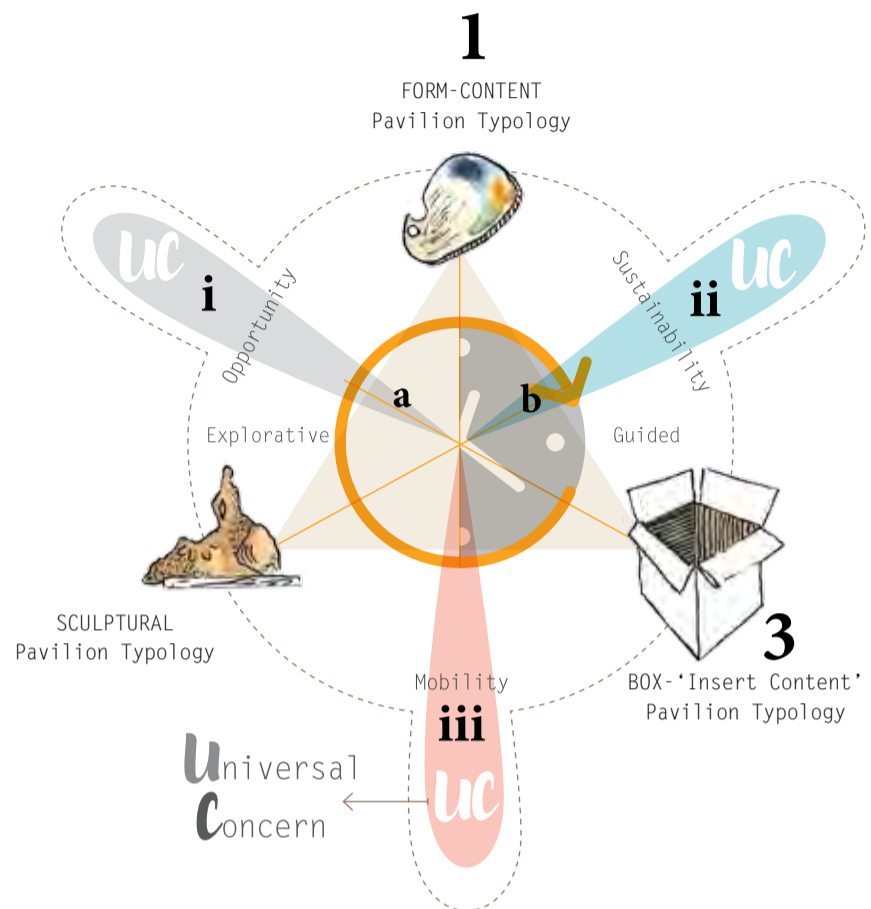 1
FORM-CONTENT
Pavilion Typology
UC
i
Opportunity
UC
ii
Sustainability
a
b
Explorative
Guided
SCULPTURAL
Pavilion Typology
3
BOX-‘Insert Content’
Pavilion Typology
Mobility
iii
UC
Universal
Concern